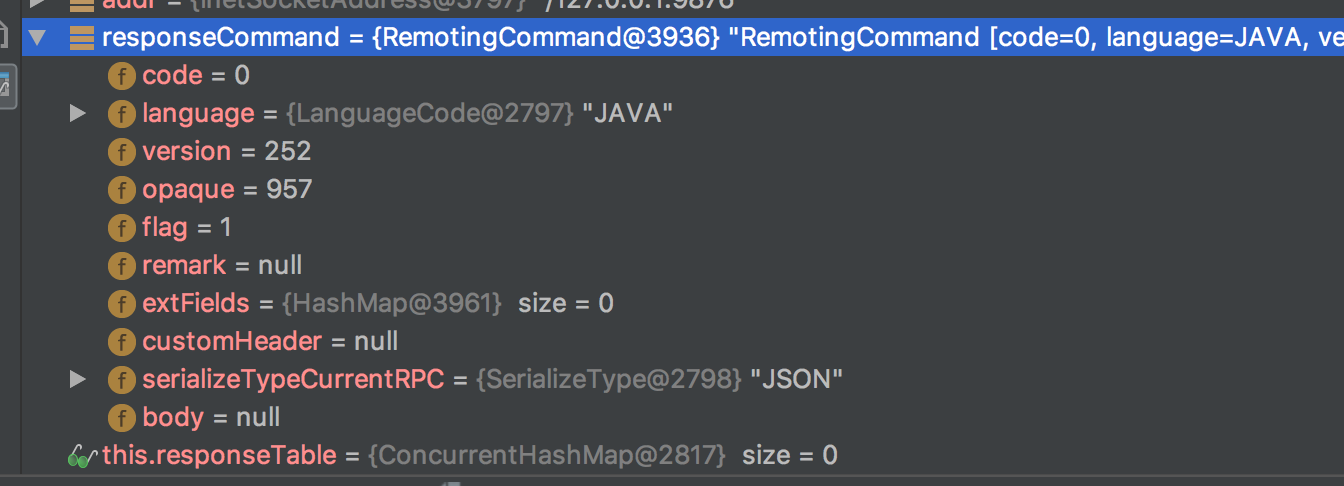 addr = {InetSocketAddress@3797} /127.0.0.1:9876
responseCommand = {RemotingCommand@3936} "RemotingCommand [code=0, language=JAVA, ve
f code = 0
f language = {LanguageCode@2797} "JAVA"
f version = 252
f opaque = 957
f flag = 1
f remark = null
f extFields = {HashMap@3961} size = 0
f customHeader = null
f serializeTypeCurrentRPC = {SerializeType@2798} "JSON"
f body = null
this.responseTable = {ConcurrentHashMap@2817} size = 0